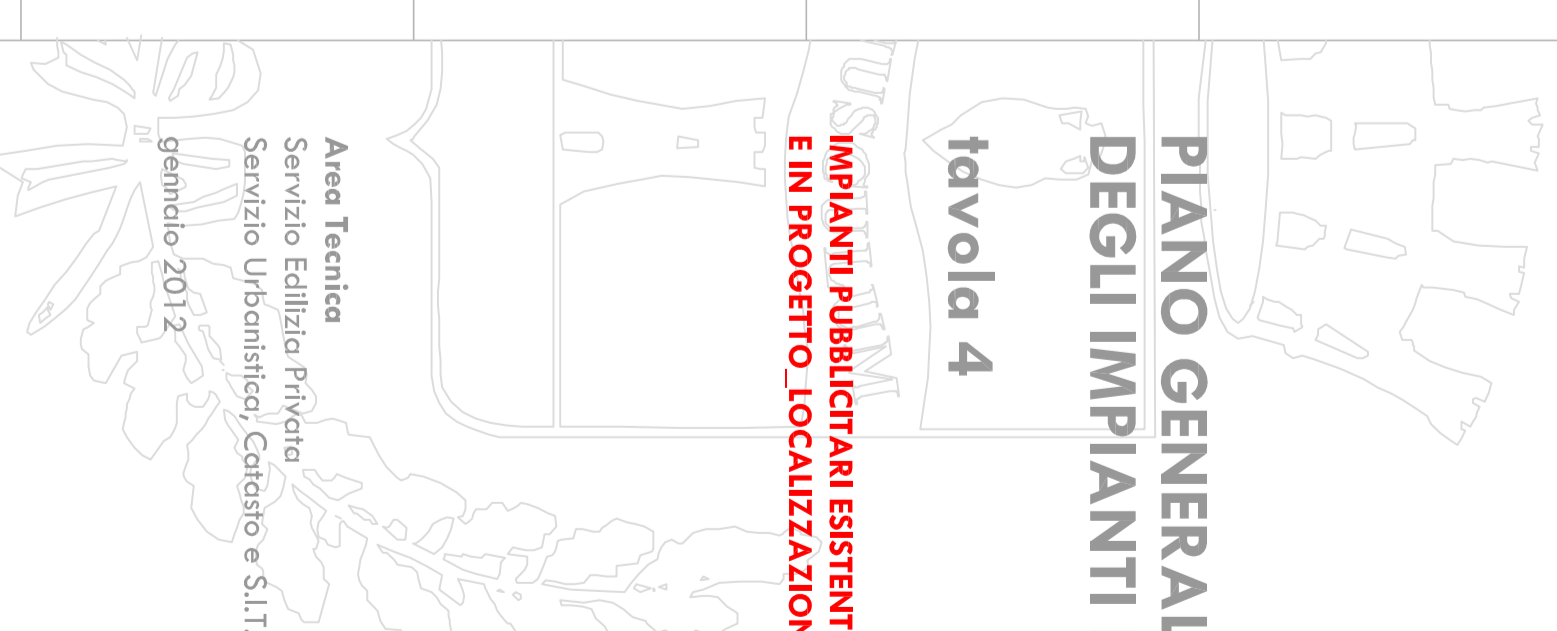 PIANO GENERAL
DEGLI IMPIANTI
tavola 4
IMPIANTI PUBBLICITARI ESISTENT
E IN PROGETTO_LOCALIZZAZION
Area Tecnica
Servizio Edilizia Privata
Servizio Urbanistica, Catasto e S.I.T.
gennaio 2012